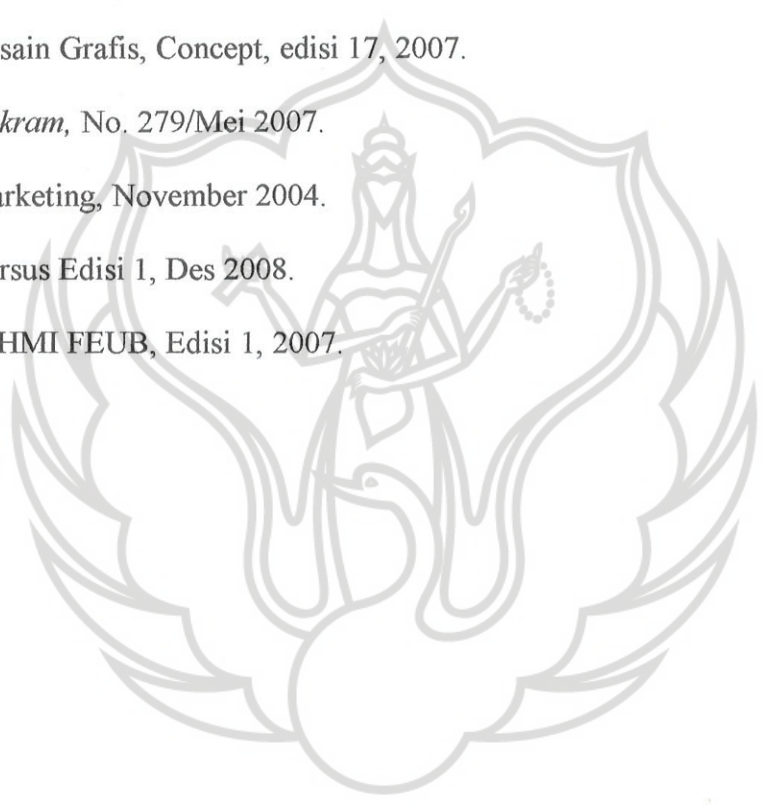 sain Grafis, Concept, edisi 17, 2007.
kram, No. 279/Mei 2007.
arketing, November 2004.
rsus Edisi 1, Des 2008.
HMI FEUB, Edisi 1, 2007.